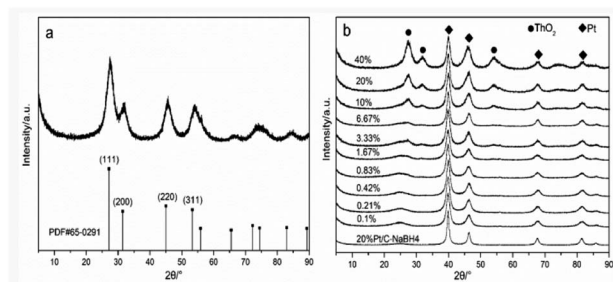 a
Intensity/a.u.
(111)
(200)
(220)
(311)
PDF#65-0291
10 20 30 40 50 60 70 80 90
2θ/°
b
ThO2 Pt
Intensity/a.u.
40%
20%
10%
6.67%
3.33%
1.67%
0.83%
0.42%
0.21%
0.1%
20%Pt/C-NaBH4
10 20 30 40 50 60 70 80 90
2θ/°